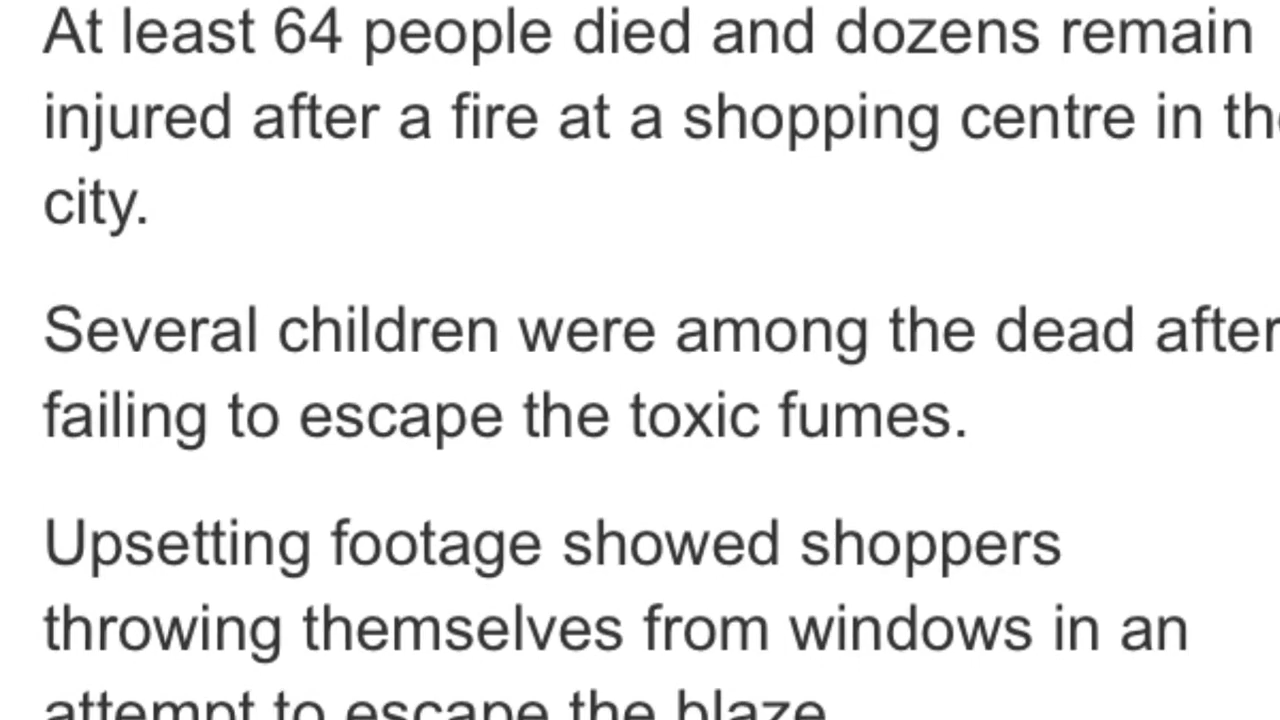 At least 64 people died and dozens remain
injured after a fire at a shopping centre in the
city.
Several children were among the dead after
failing to escape the toxic fumes.
Upsetting footage showed shoppers
throwing themselves from windows in an
attempt to escape the blaze